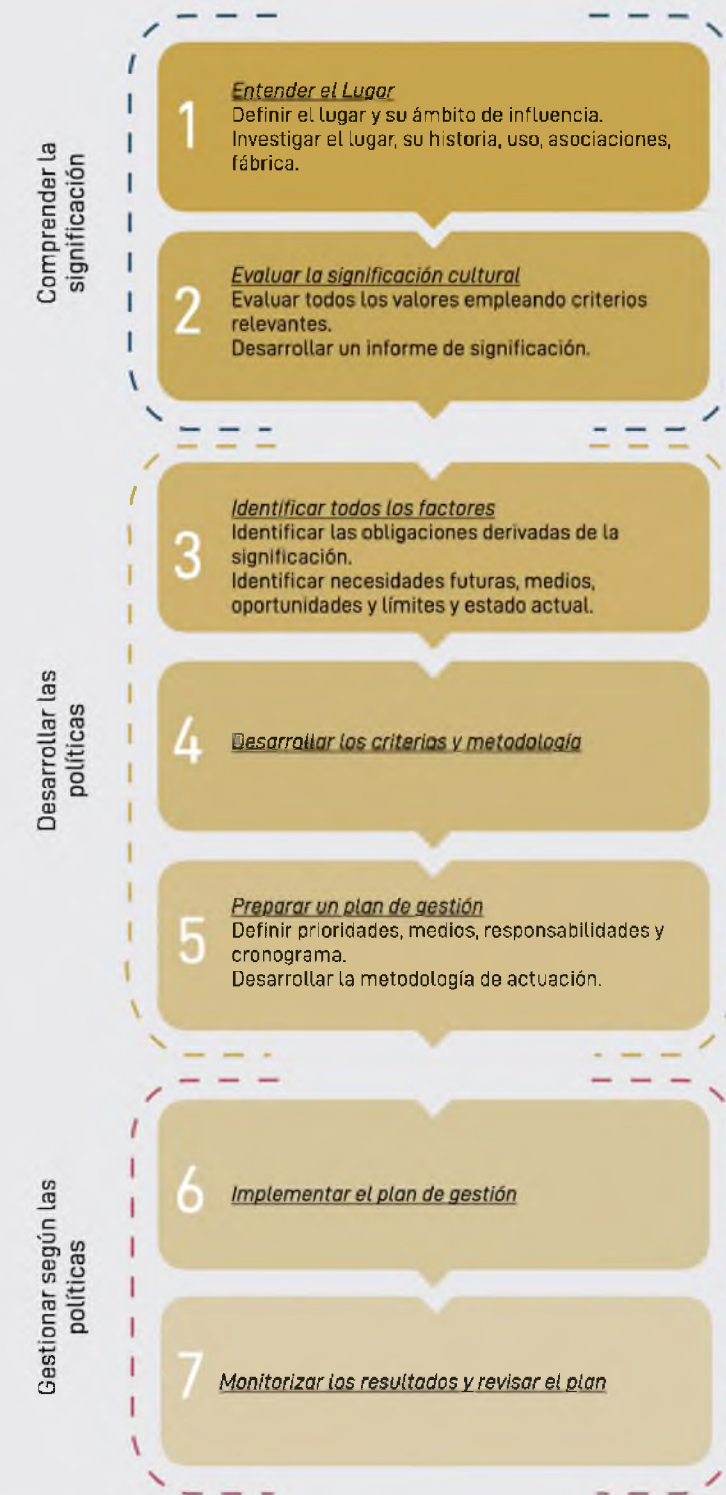 Comprender la
significación
1
Entender el Lugar
Definir el lugar y su ámbito de influencia.
Investigar el lugar, su historia, uso, asociaciones,
fábrica.
2
Evaluar la significación cultural
Evaluar todos los valores empleando criterios
relevantes.
Desarrollar un informe de significación.
Desarrollar las
políticas
3
Identificar todos los factores
Identificar las obligaciones derivadas de la
significación.
Identificar necesidades futuras, medios,
oportunidades y límites y estado actual.
4
Desarrollar los criterios y metodología
5
Preparar un plan de gestión
Definir prioridades, medios, responsabilidades y
cronograma.
Desarrollar la metodología de actuación.
Gestionar según las
políticas
6
Implementar el plan de gestión
7
Monitorizar los resultados y revisar el plan